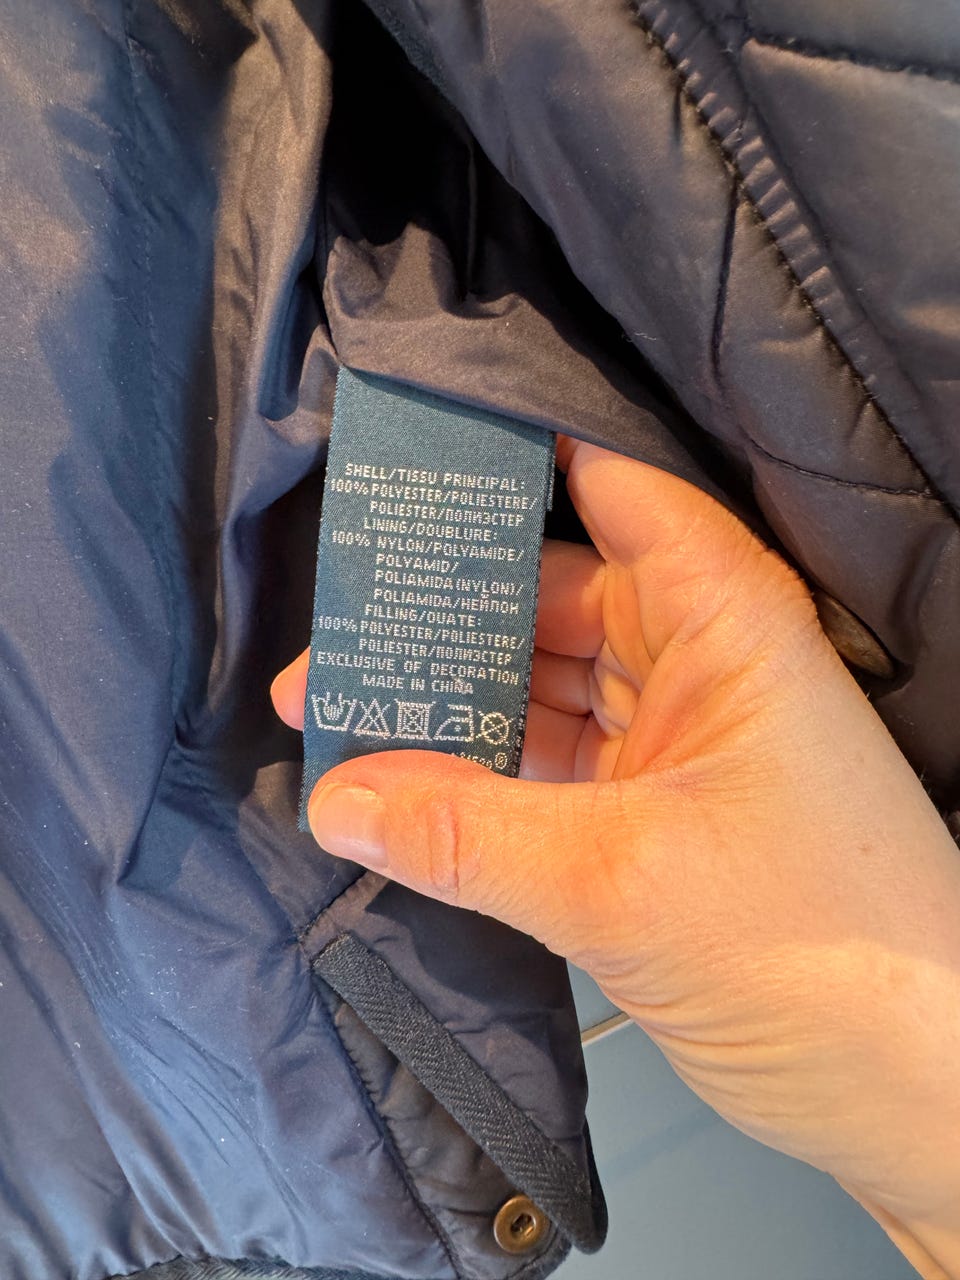 SHELL/TISSU PRINCIPAL:
100% POLYESTER/POLIESTERE/
POLIESTER/ПОЛИЭСТЕР
LINING/DOUBLURE:
100% NYLON/POLYAMIDE/
POLYAMID/
POLIAMIDA(NYLON)/
POLIAMIDA/НЕЙЛОН
FILLING/OUATE:
100% POLYESTER/POLIESTERE/
POLIESTER/ПОЛИЭСТЕР
EXCLUSIVE OF DECORATION
MADE IN CHINA